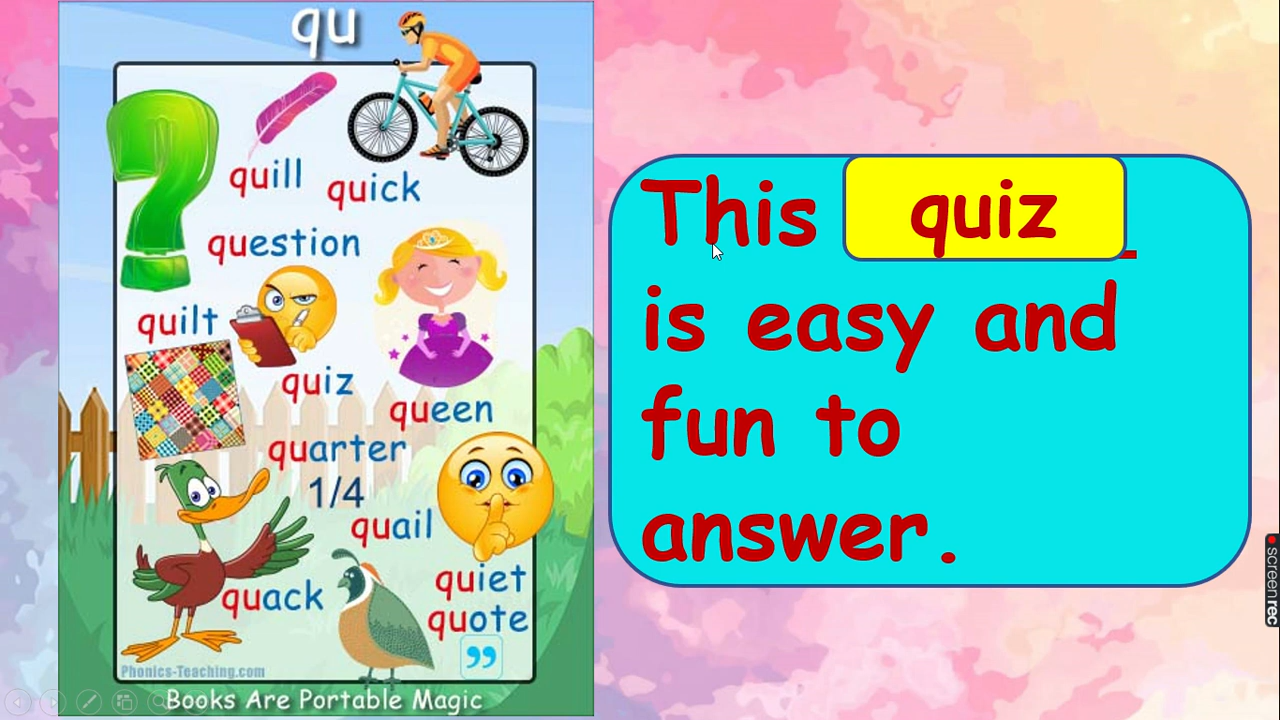 qu
quill
quick
question
quilt
quiz
queen
quarter
1/4
quail
quiet
quack
quote
”
Phonics-Teaching.com
Books Are Portable Magic
This quiz _
is easy and
fun to
answer.
screenrec